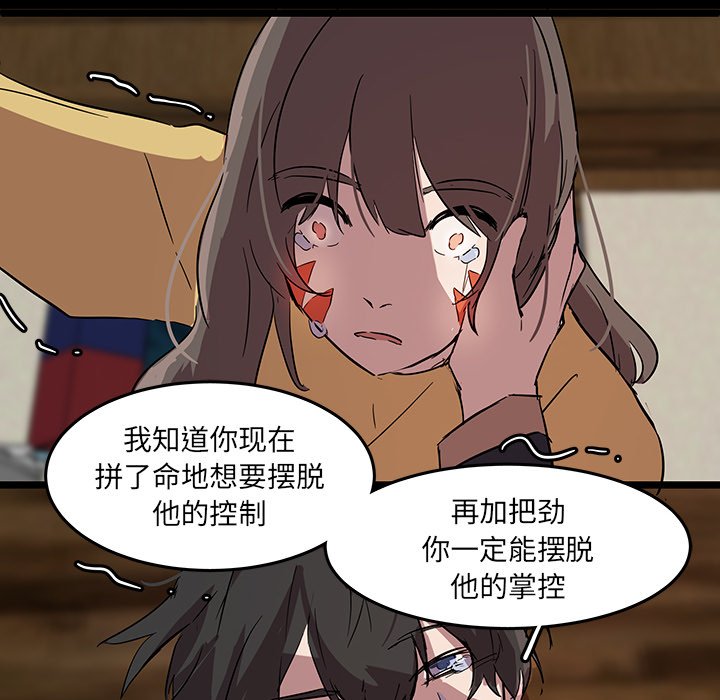 我知道你现在
拼了命地想要摆脱
他的控制
再加把劲
你一定能摆脱
他的掌控